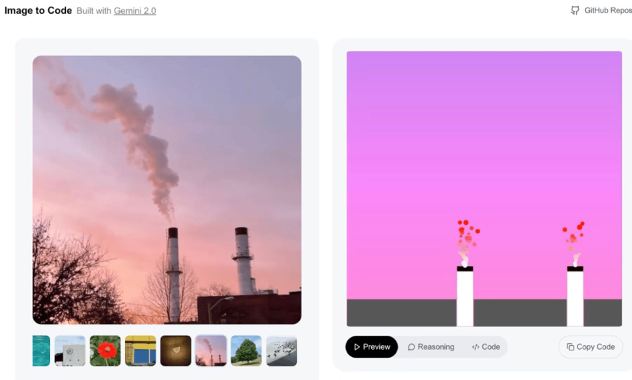 Image to Code Built with Gemini 2.0
GitHub Repos
Preview
Reasoning
</> Code
Copy Code